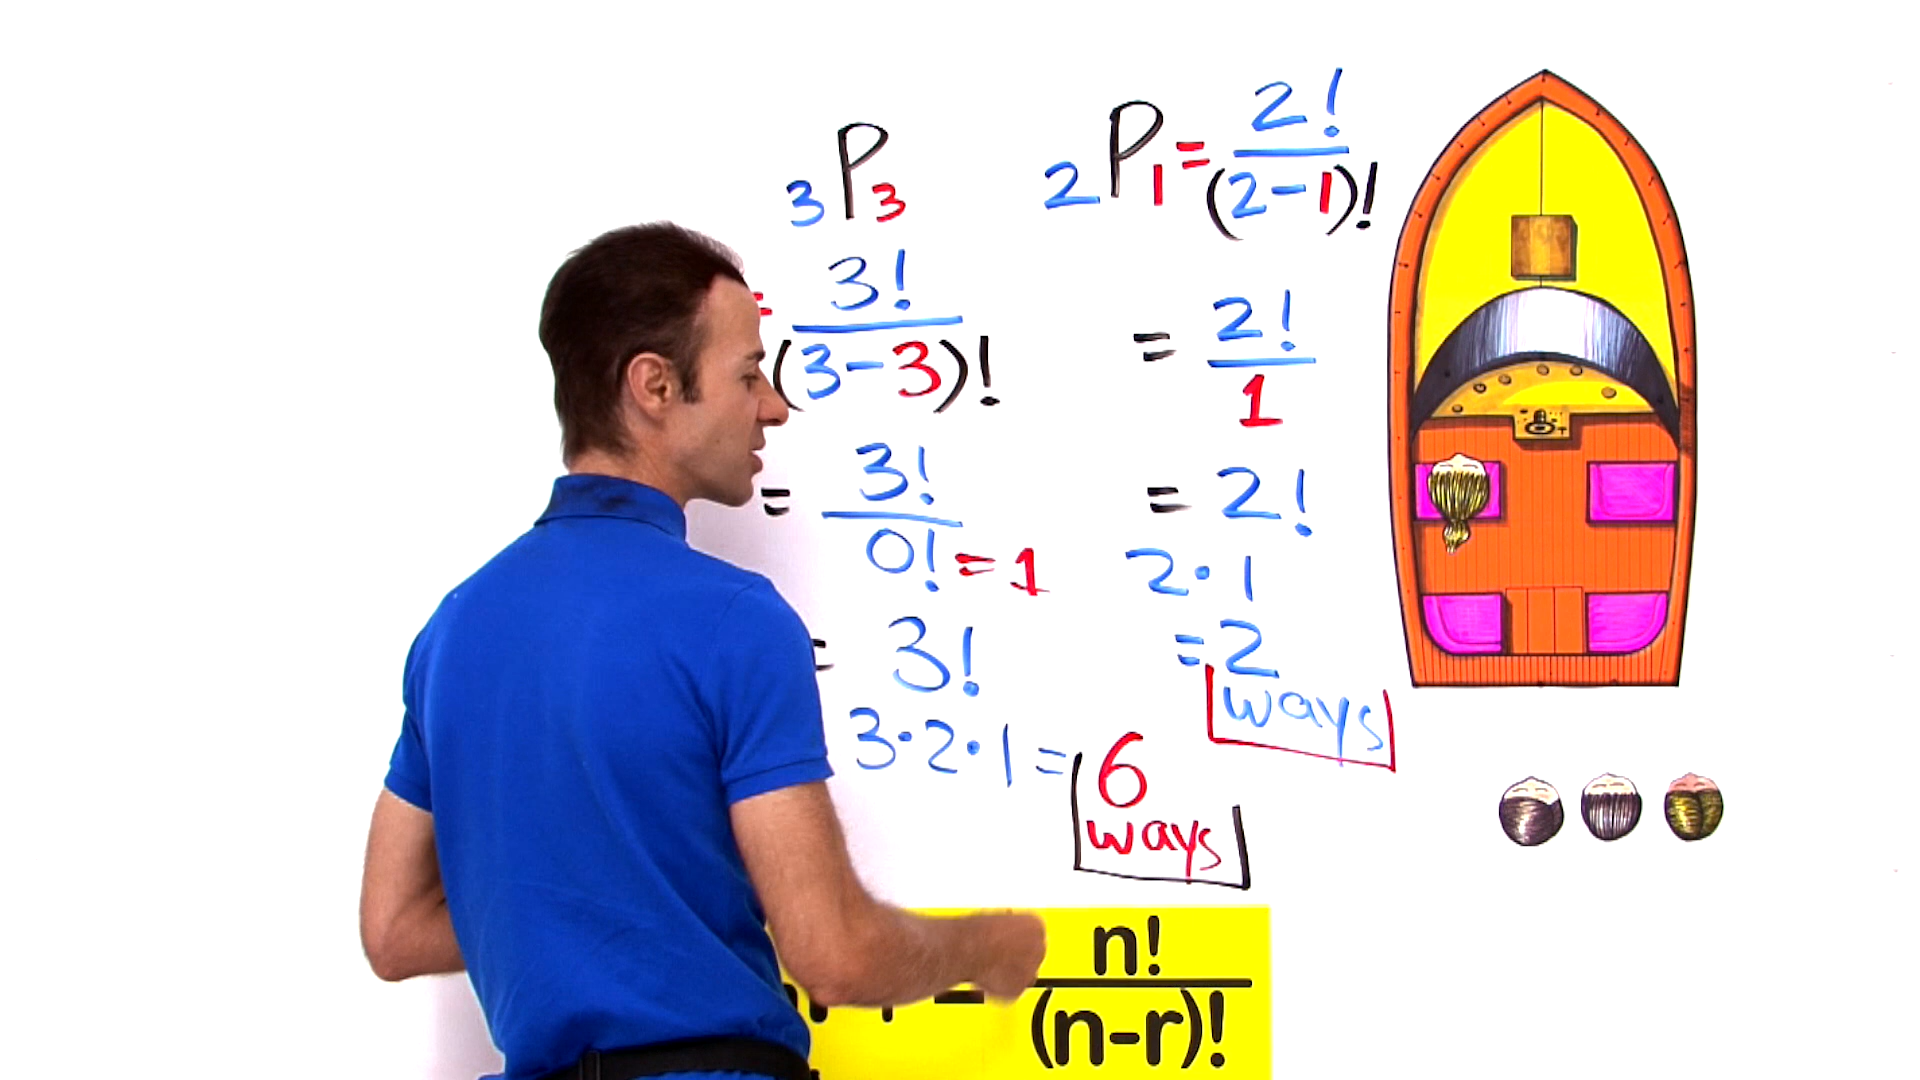 3P3
= 3!
(3-3)!
= 3!
0! = 1
= 3!
3·2·1 = 6
ways
2P1 = 2!
(2-1)!
= 2!
1
= 2!
2·1
= 2
ways
= n!
(n-r)!